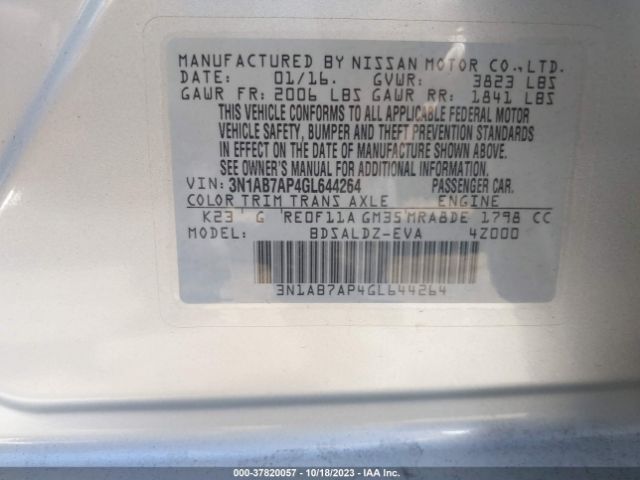 MANUFACTURED BY NISSAN MOTOR CO.,LTD.
DATE: 01/16. GVWR: 3823 LBS
GAWR FR: 2006 LBS GAWR RR: 1841 LBS
THIS VEHICLE CONFORMS TO ALL APPLICABLE FEDERAL MOTOR
VEHICLE SAFETY, BUMPER AND THEFT PREVENTION STANDARDS
IN EFFECT ON THE DATE OF MANUFACTURE SHOWN ABOVE.
SEE OWNER'S MANUAL FOR ADDITIONAL INFORMATION.
VIN: 3N1AB7AP4GL644264 PASSENGER CAR.
COLOR TRIM TRANS AXLE ENGINE
K23 G RE0F11A GM35 MRA8DE 1798 CC
BDSALDZ-EVA 4Z000
3N1AB7AP4GL644264
000-37820057 - 10/18/2023 - IAA Inc.